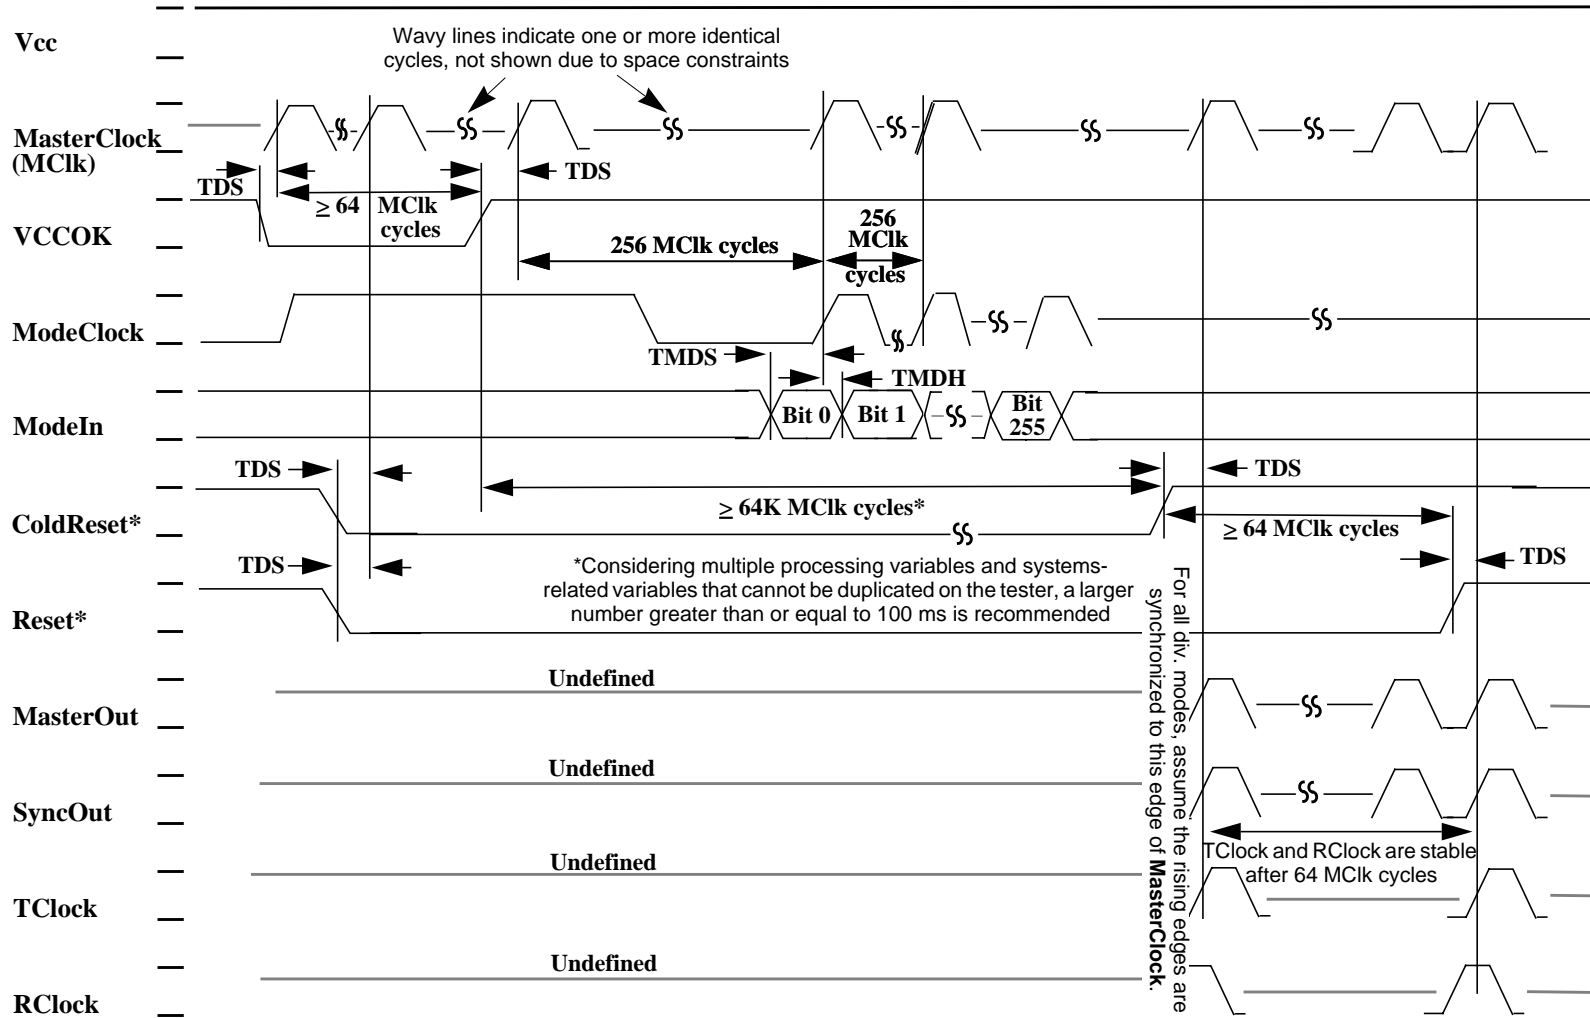 Vcc
Wavy lines indicate one or more identical
cycles, not shown due to space constraints
MasterClock
(MClk)
TDS
TDS
≥ 64 MClk
cycles
VCCOK
256 MClk cycles
256
MClk
cycles
ModeClock
TMDS
TMDH
ModeIn
Bit 0
Bit 1
Bit
255
TDS
TDS
≥ 64K MClk cycles*
ColdReset*
≥ 64 MClk cycles
TDS
TDS
*Considering multiple processing variables and systems-
related variables that cannot be duplicated on the tester, a larger
number greater than or equal to 100 ms is recommended
Reset*
For all div. modes, assume the rising edges are
synchronized to this edge of MasterClock.
Undefined
MasterOut
Undefined
SyncOut
TClock and RClock are stable
after 64 MClk cycles
Undefined
TClock
Undefined
RClock